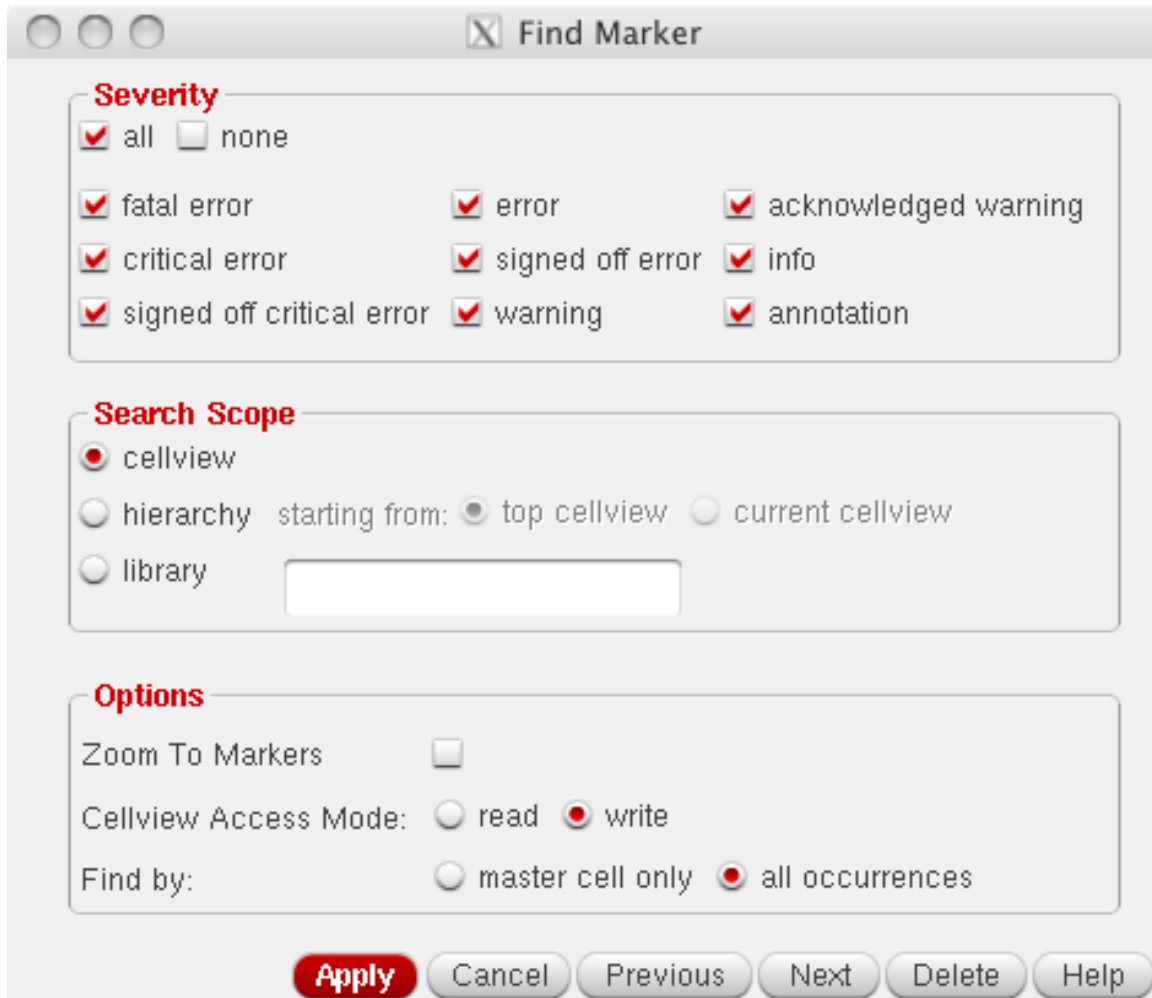 Find Marker
Severity
all none
fatal error error acknowledged warning
critical error signed off error info
signed off critical error warning annotation
Search Scope
cellview
hierarchy starting from: top cellview current cellview
library
Options
Zoom To Markers
Cellview Access Mode: read write
Find by: master cell only all occurrences
Apply Cancel Previous Next Delete Help